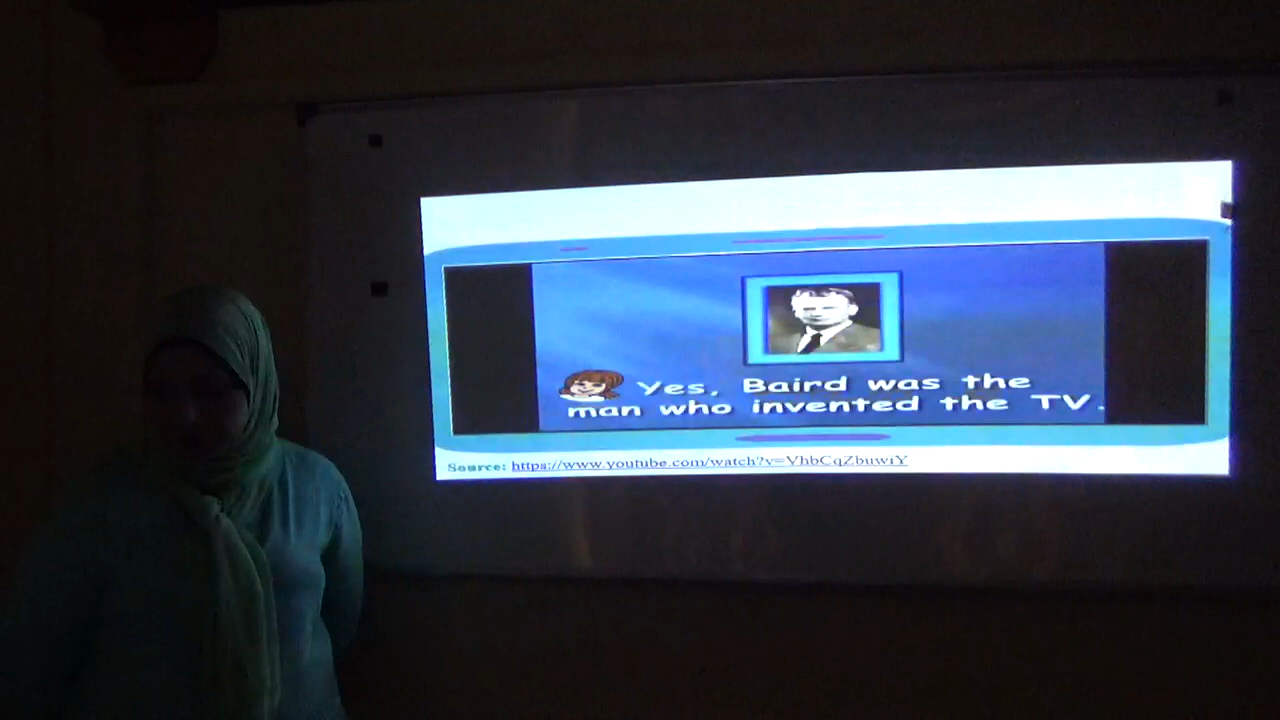 Yes, Baird was the
man who invented the TV.
Source: https://www.youtube.com/watch?v=VhbCqZbuwiY